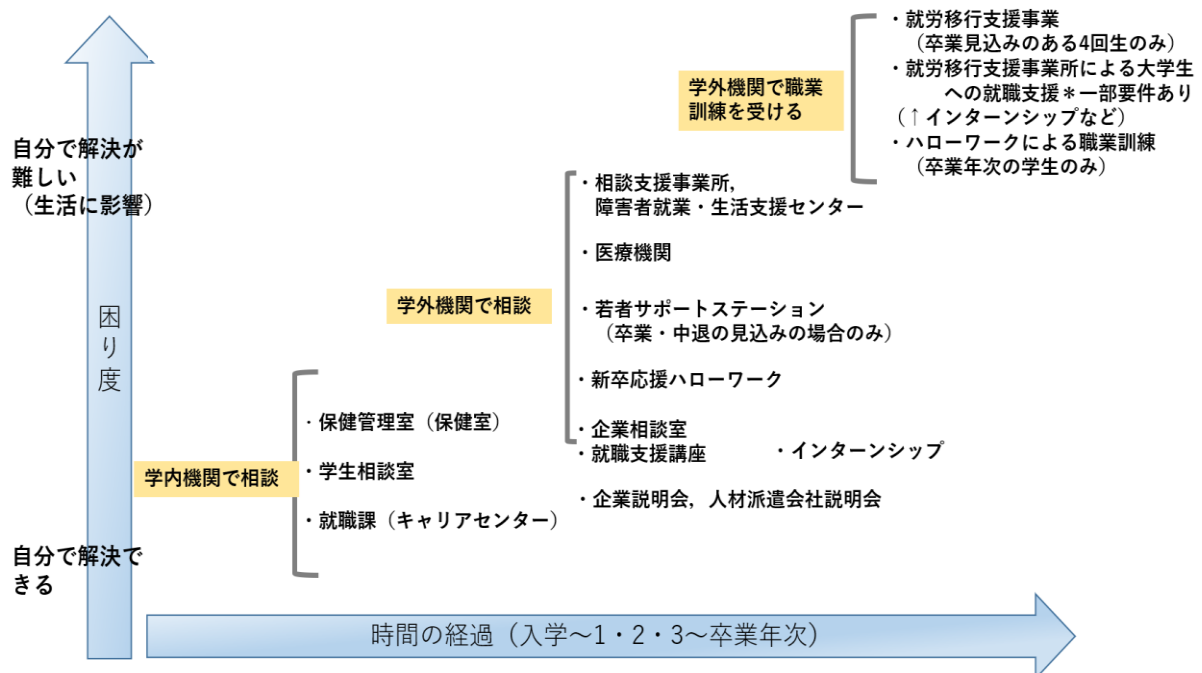 ・就労移行支援事業
（卒業見込みのある4回生のみ）
・就労移行支援事業所による大学生
への就職支援＊一部要件あり
（↑インターンシップなど）
・ハローワークによる職業訓練
（卒業年次の学生のみ）
学外機関で職業
訓練を受ける
自分で解決が
難しい
（生活に影響）
・相談支援事業所，
障害者就業・生活支援センター
・医療機関
学外機関で相談
・若者サポートステーション
（卒業・中退の見込みの場合のみ）
困り度
・新卒応援ハローワーク
・企業相談室
・就職支援講座
・インターンシップ
・企業説明会，人材派遣会社説明会
学内機関で相談
・保健管理室（保健室）
・学生相談室
・就職課（キャリアセンター）
自分で解決で
きる
時間の経過（入学～1・2・3～卒業年次）